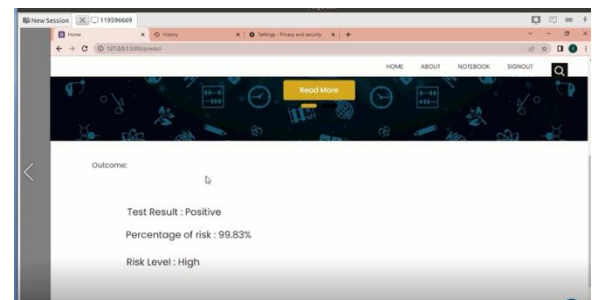 New Session 119596669
Home History Settings - Privacy and security
127.0.0.1:5000/predict
HOME ABOUT NOTEBOOK SIGNOUT
Read More
Outcome:
Test Result : Positive
Percentage of risk : 99.83%
Risk Level : High